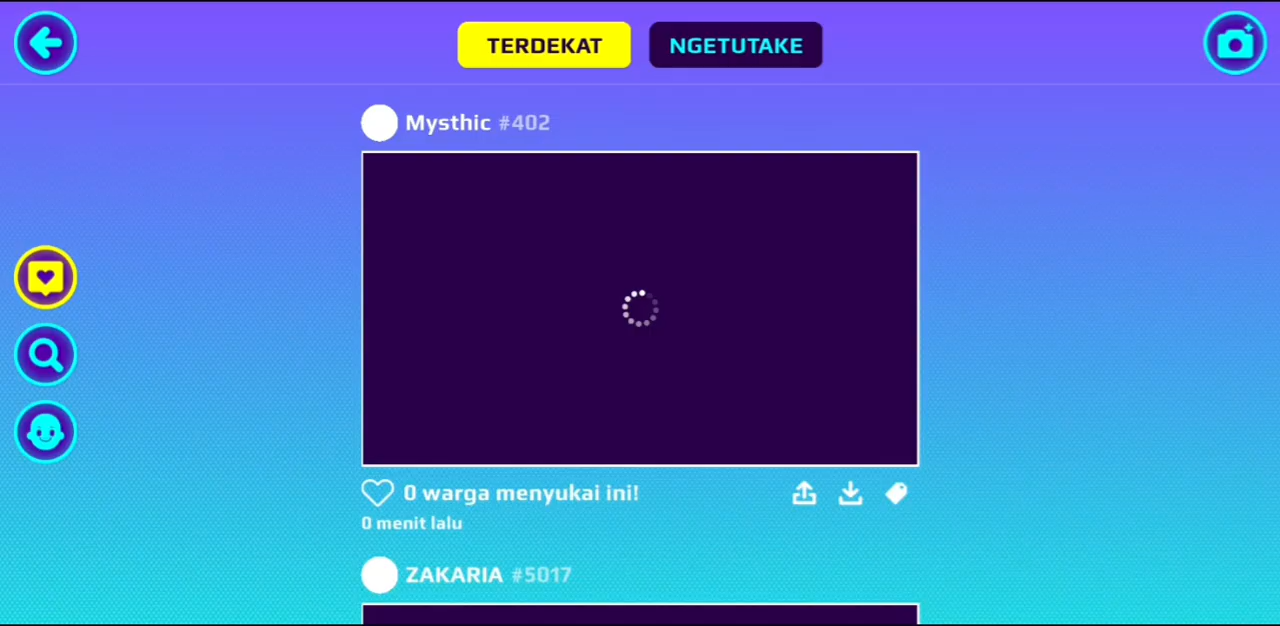 TERDEKAT
NGETUTAKE
Mysthic #402
0 warga menyukai ini!
0 menit lalu
ZAKARIA #5017